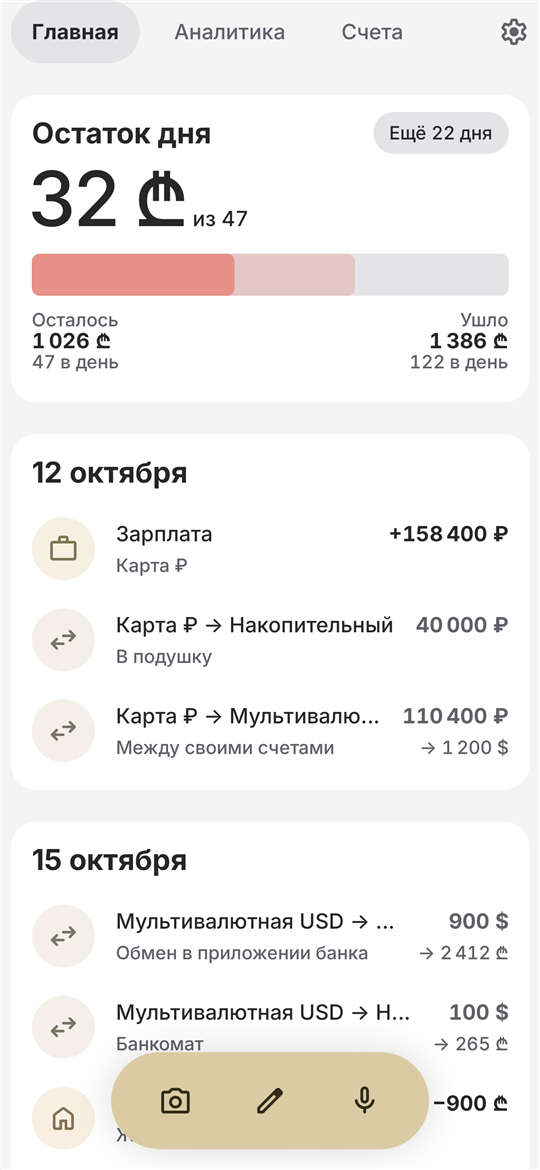 Главная Аналитика Счета
Остаток дня Ещё 22 дня
32 ₾ из 47
Осталось Ушло
1 026 ₾ 1 386 ₾
47 в день 122 в день
12 октября
Зарплата +158 400 ₽
Карта ₽
Карта ₽ → Накопительный 40 000 ₽
В подушку
Карта ₽ → Мультивалю... 110 400 ₽
Между своими счетами → 1 200 $
15 октября
Мультивалютная USD → ... 900 $
Обмен в приложении банка → 2 412 ₾
Мультивалютная USD → Н... 100 $
Банкомат → 265 ₾
−900 ₾